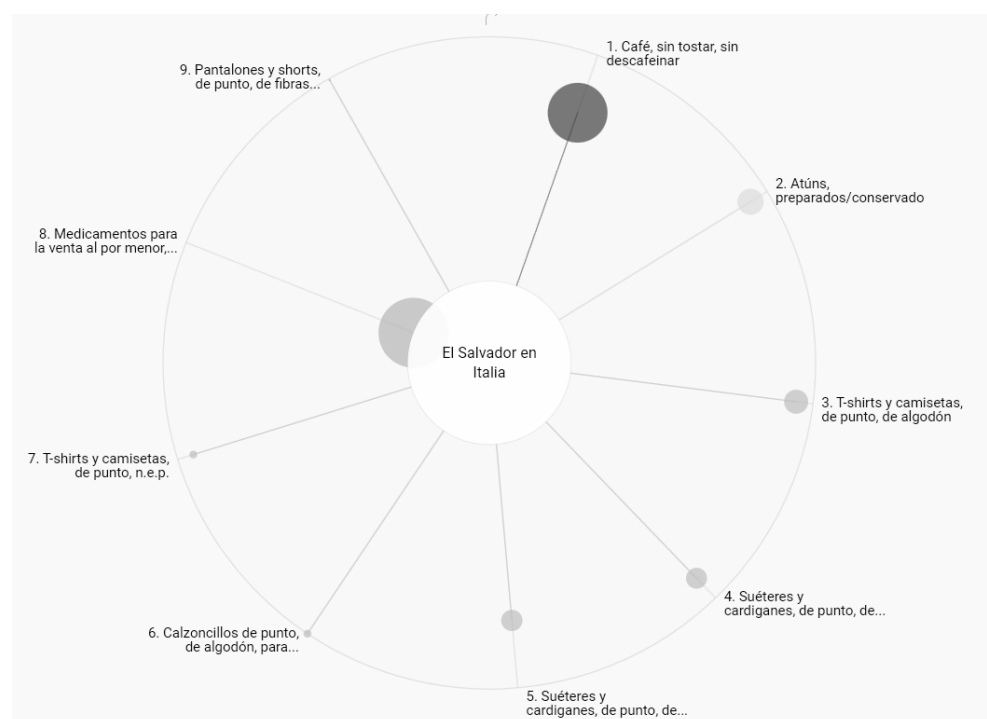 1. Café, sin tostar, sin
descafeinar
9. Pantalones y shorts,
de punto, de fibras...
2. Atúns,
preparados/conservado
8. Medicamentos para
la venta al por menor,...
El Salvador en
Italia
3. T-shirts y camisetas,
de punto, de algodón
7. T-shirts y camisetas,
de punto, n.e.p.
4. Suéteres y
cardiganes, de punto, de...
6. Calzoncillos de punto,
de algodón, para...
5. Suéteres y
cardiganes, de punto, de...